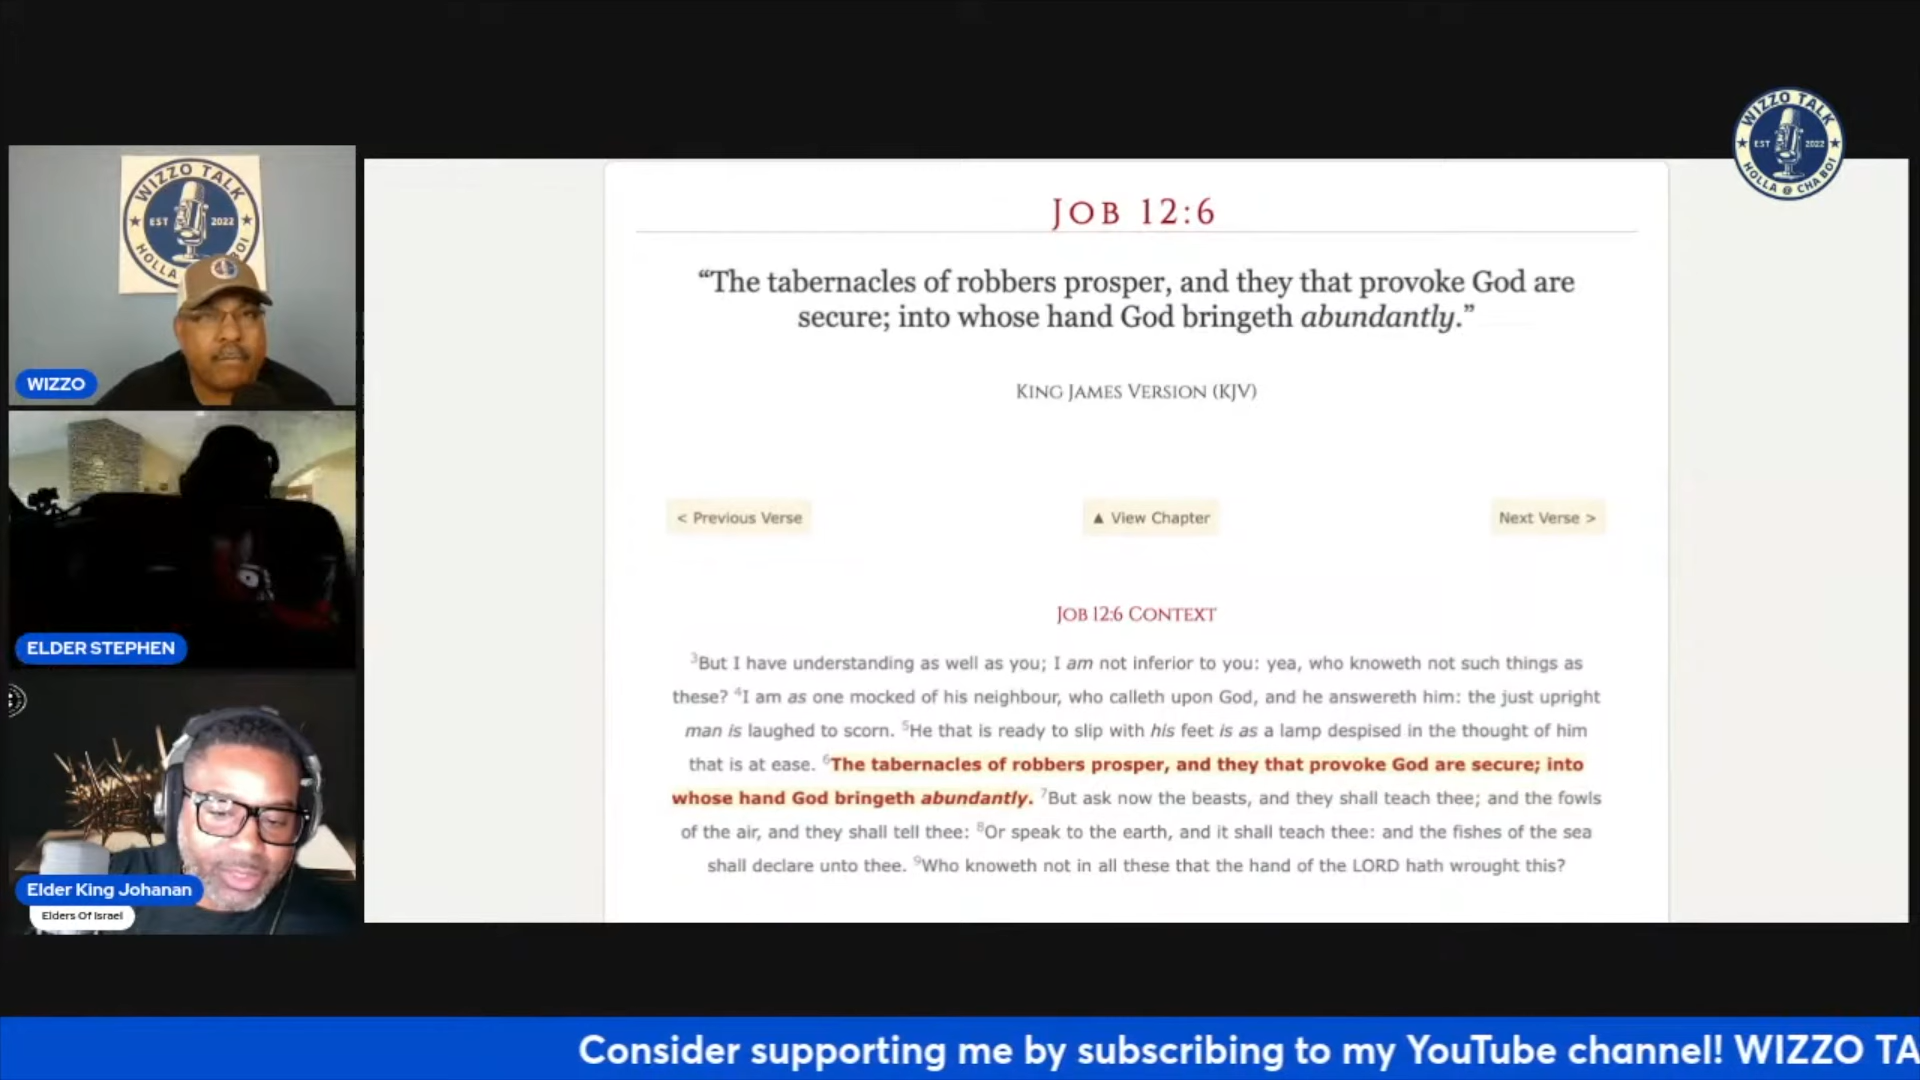 WIZZO TALK
EST 2022
HOLLA @ CHA BOI
WIZZO TALK
EST 2022
HOLLA BOI
WIZZO
ELDER STEPHEN
Elder King Johanan
Elders Of Israel
JOB 12:6
“The tabernacles of robbers prosper, and they that provoke God are
secure; into whose hand God bringeth abundantly.”
KING JAMES VERSION (KJV)
< Previous Verse
▲ View Chapter
Next Verse >
JOB 12:6 CONTEXT
3But I have understanding as well as you; I am not inferior to you: yea, who knoweth not such things as
these? 4I am as one mocked of his neighbour, who calleth upon God, and he answereth him: the just upright
man is laughed to scorn. 5He that is ready to slip with his feet is as a lamp despised in the thought of him
that is at ease. 6The tabernacles of robbers prosper, and they that provoke God are secure; into
whose hand God bringeth abundantly. 7But ask now the beasts, and they shall teach thee; and the fowls
of the air, and they shall tell thee: 8Or speak to the earth, and it shall teach thee: and the fishes of the sea
shall declare unto thee. 9Who knoweth not in all these that the hand of the LORD hath wrought this?
Consider supporting me by subscribing to my YouTube channel! WIZZO TA